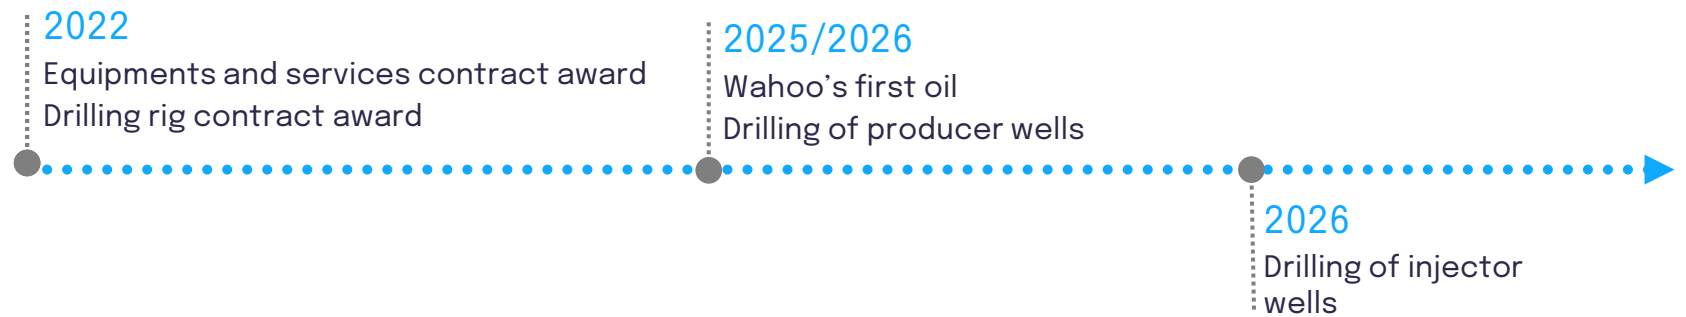 2022
Equipments and services contract award
Drilling rig contract award
2025/2026
Wahoo’s first oil
Drilling of producer wells
2026
Drilling of injector
wells